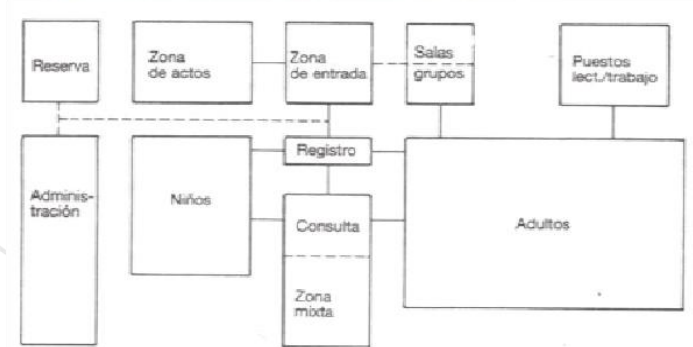 Reserva
Zona
de actos
Zona
de entrada
Salas
grupos
Puestos
lect./trabajo
Registro
Adminis-
tración
Niños
Consulta
Adultos
Zona
mixta